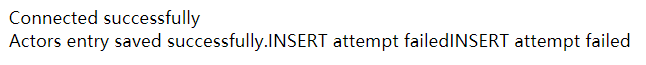 Connected successfully
Actors entry saved successfully.INSERT attempt failedINSERT attempt failed